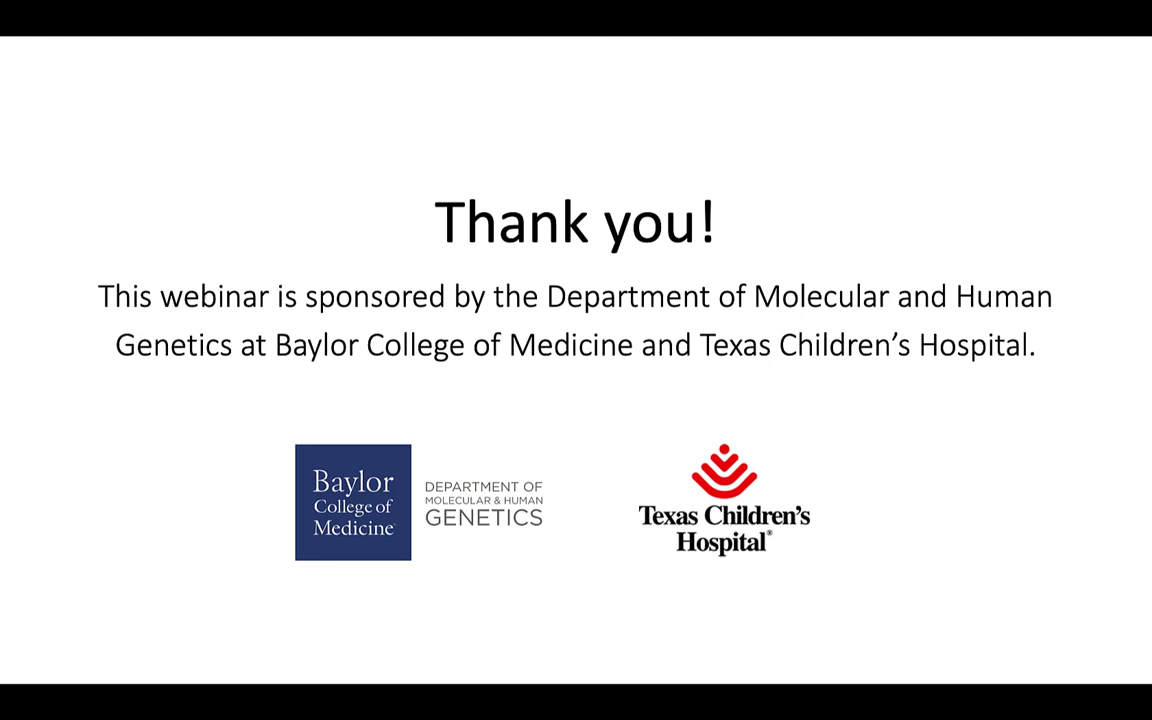 Thank you!
This webinar is sponsored by the Department of Molecular and Human
Genetics at Baylor College of Medicine and Texas Children’s Hospital.
Baylor
College of
Medicine
DEPARTMENT OF
MOLECULAR & HUMAN
GENETICS
Texas Children’s
Hospital®